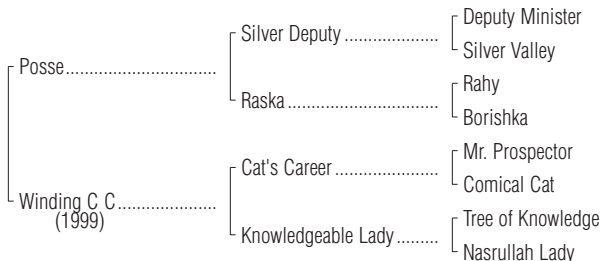 Deputy Minister
Silver Deputy ....................
Silver Valley
Posse................................
Rahy
Raska................................
Borishka
Mr. Prospector
Cat's Career ......................
Comical Cat
Winding C C.....................
(1999)
Tree of Knowledge
Knowledgeable Lady.........
Nasrullah Lady